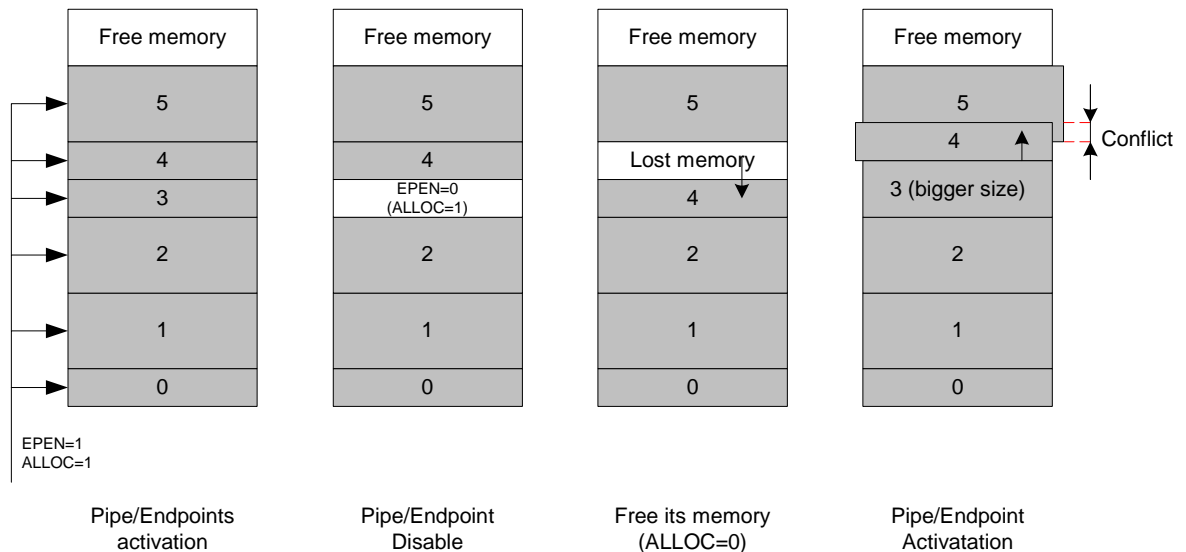 Free memory
5
4
3
2
1
0
EPEN=1
ALLOC=1
Pipe/Endpoints
activation
Free memory
5
4
EPEN=0
(ALLOC=1)
2
1
0
Pipe/Endpoint
Disable
Free memory
5
Lost memory
4
2
1
0
Free its memory
(ALLOC=0)
Free memory
5
4
Conflict
3 (bigger size)
2
1
0
Pipe/Endpoint
Activatation